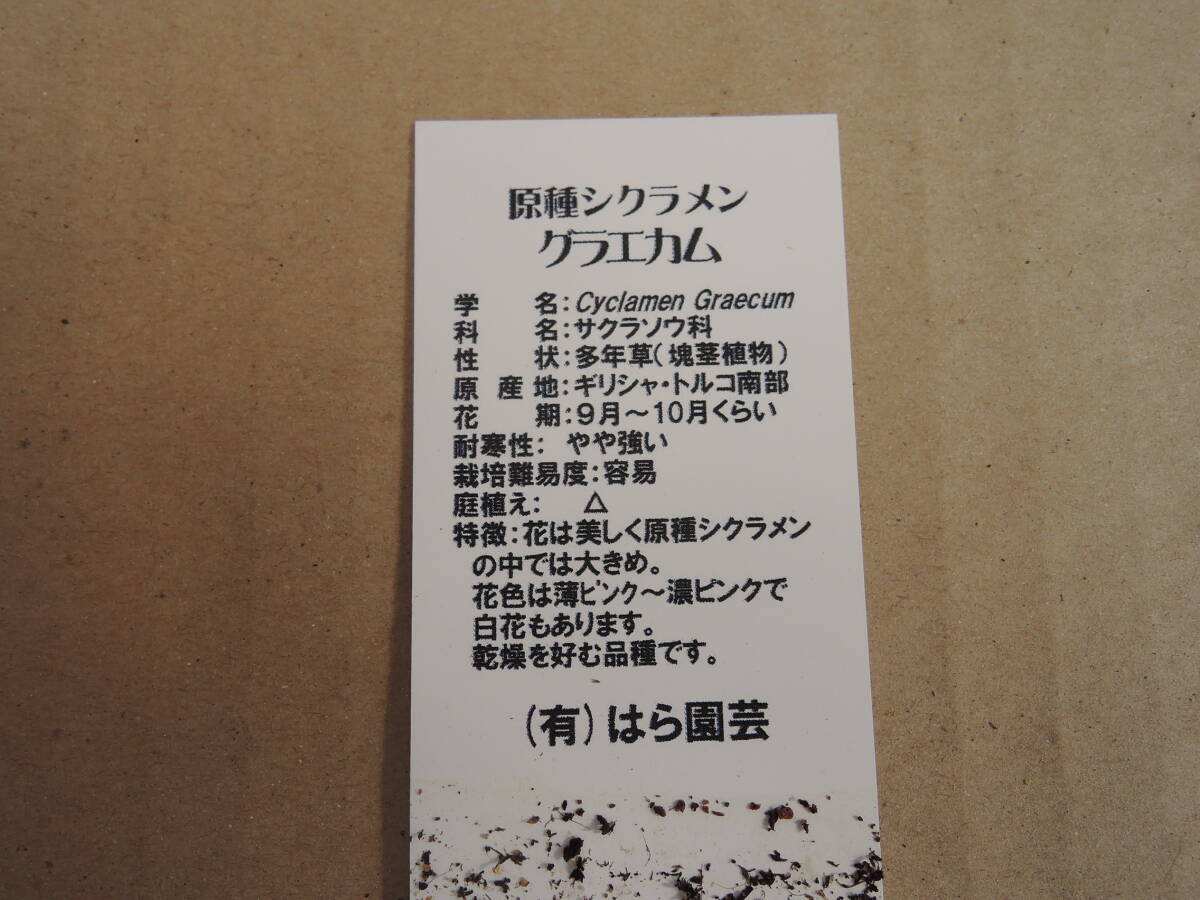 原種シクラメン
グラエカム
学名：Cyclamen Graecum
科名：サクラソウ科
性状：多年草（塊茎植物）
原産地：ギリシャ・トルコ南部
花期：９月～１０月くらい
耐寒性： やや強い
栽培難易度：容易
庭植え： △
特徴：花は美しく原種シクラメン
の中では大きめ。
花色は薄ﾋﾟﾝｸ～濃ピンクで
白花もあります。
乾燥を好む品種です。
（有）はら園芸